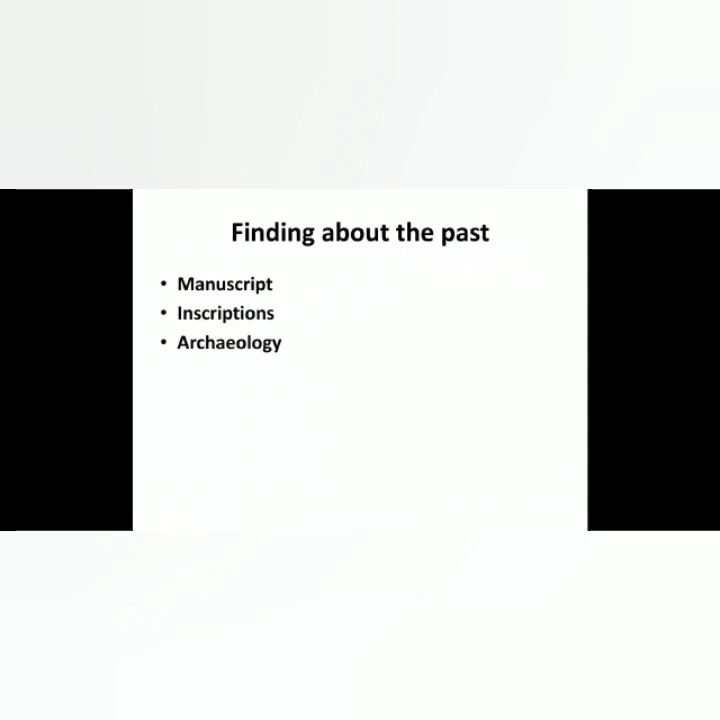 Finding about the past
• Manuscript
• Inscriptions
• Archaeology